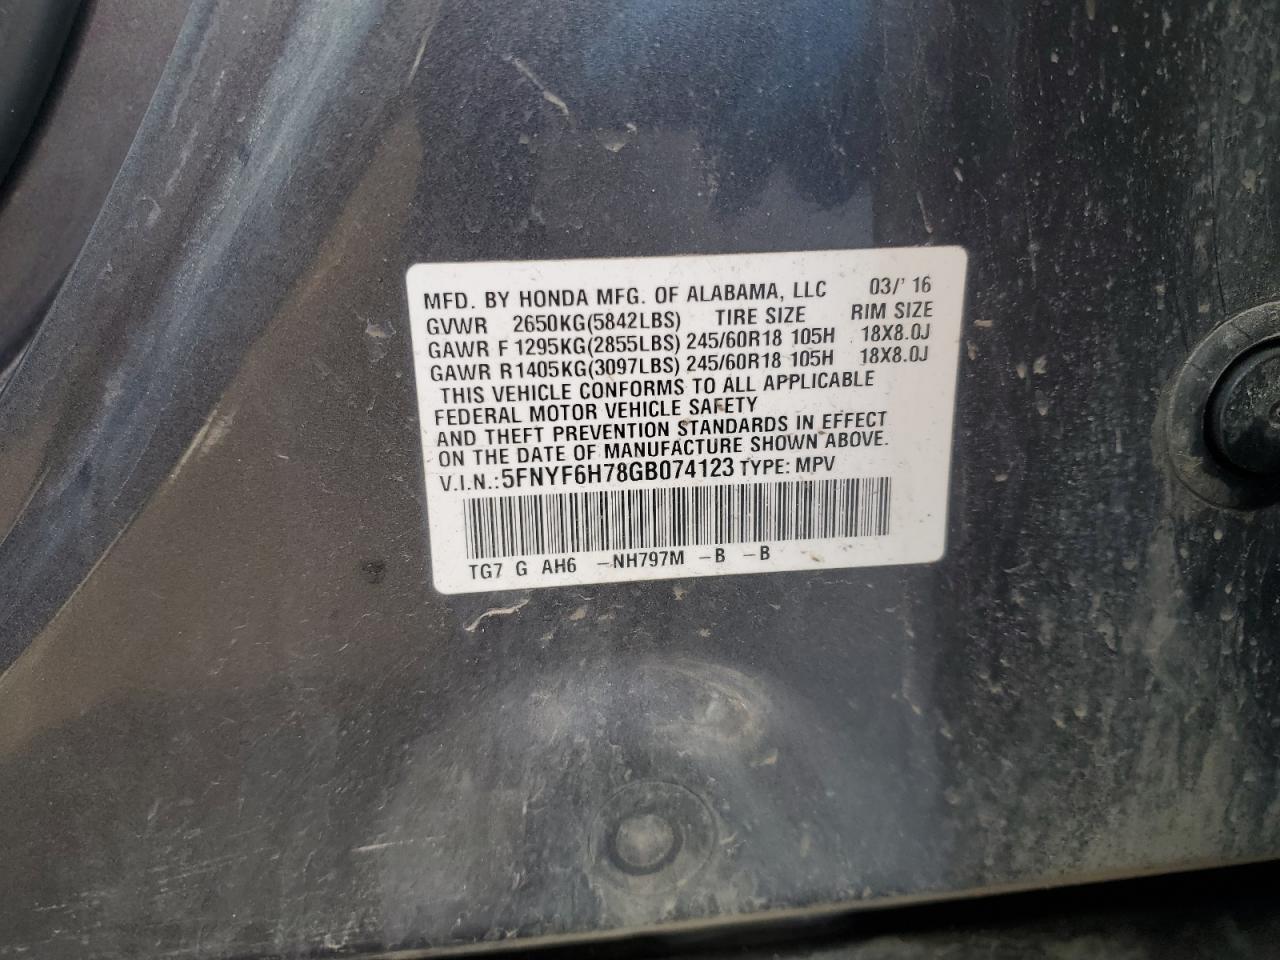 MFD. BY HONDA MFG. OF ALABAMA, LLC 03/'16
GVWR 2650KG(5842LBS) TIRE SIZE RIM SIZE
GAWR F 1295KG(2855LBS) 245/60R18 105H 18X8.0J
GAWR R 1405KG(3097LBS) 245/60R18 105H 18X8.0J
THIS VEHICLE CONFORMS TO ALL APPLICABLE
FEDERAL MOTOR VEHICLE SAFETY
AND THEFT PREVENTION STANDARDS IN EFFECT
ON THE DATE OF MANUFACTURE SHOWN ABOVE.
V.I.N.: 5FNYF6H78GB074123 TYPE: MPV
TG7 G AH6 -NH797M -B -B